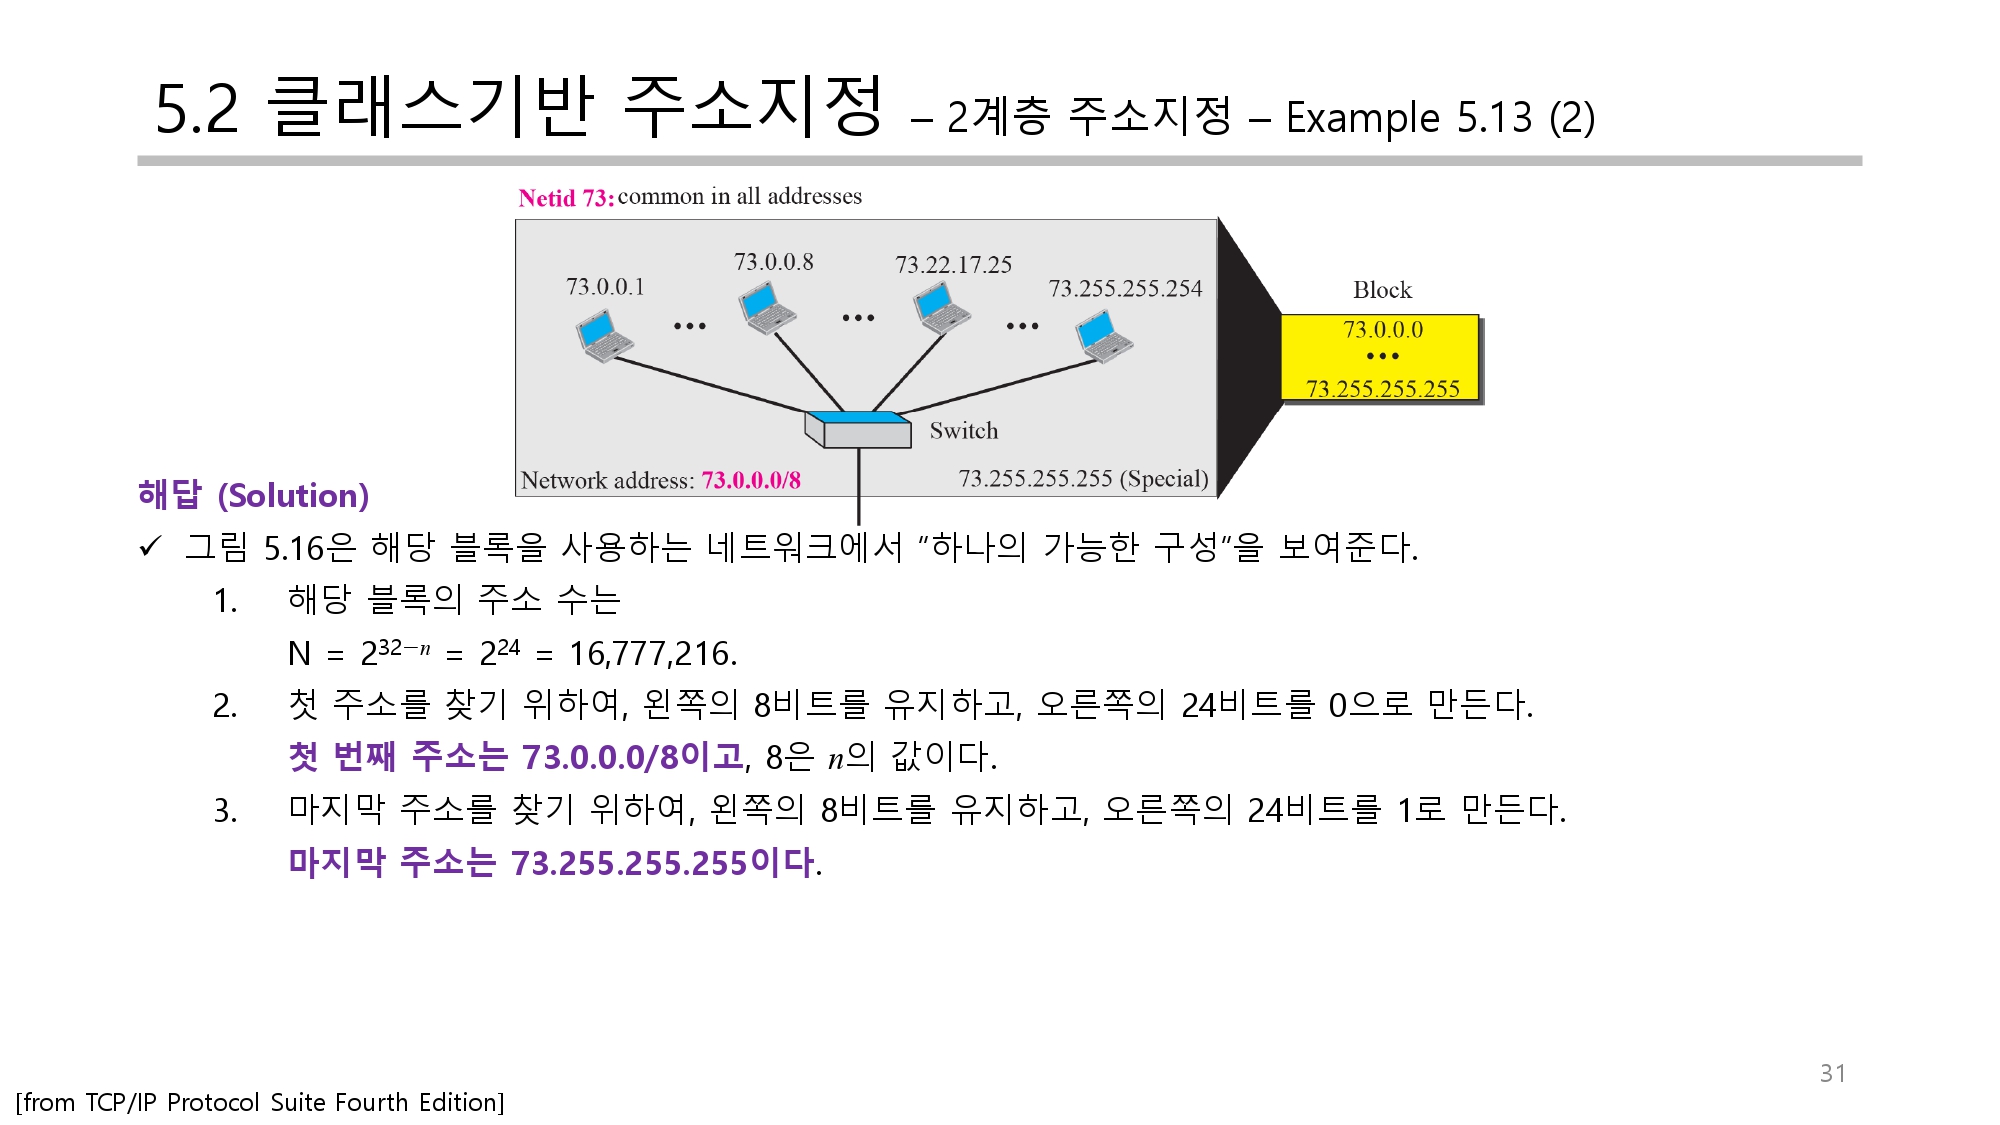 5.2 클래스기반 주소지정 – 2계층 주소지정 – Example 5.13 (2)
Netid 73: common in all addresses
73.0.0.1
73.0.0.8
73.22.17.25
73.255.255.254
•••
•••
•••
Switch
Network address: 73.0.0.0/8
73.255.255.255 (Special)
Block
73.0.0.0
•••
73.255.255.255
해답 (Solution)
✓ 그림 5.16은 해당 블록을 사용하는 네트워크에서 “하나의 가능한 구성“을 보여준다.
1. 해당 블록의 주소 수는
N = 2³²⁻ⁿ = 2²⁴ = 16,777,216.
2. 첫 주소를 찾기 위하여, 왼쪽의 8비트를 유지하고, 오른쪽의 24비트를 0으로 만든다.
첫 번째 주소는 73.0.0.0/8이고, 8은 n의 값이다.
3. 마지막 주소를 찾기 위하여, 왼쪽의 8비트를 유지하고, 오른쪽의 24비트를 1로 만든다.
마지막 주소는 73.255.255.255이다.
31
[from TCP/IP Protocol Suite Fourth Edition]